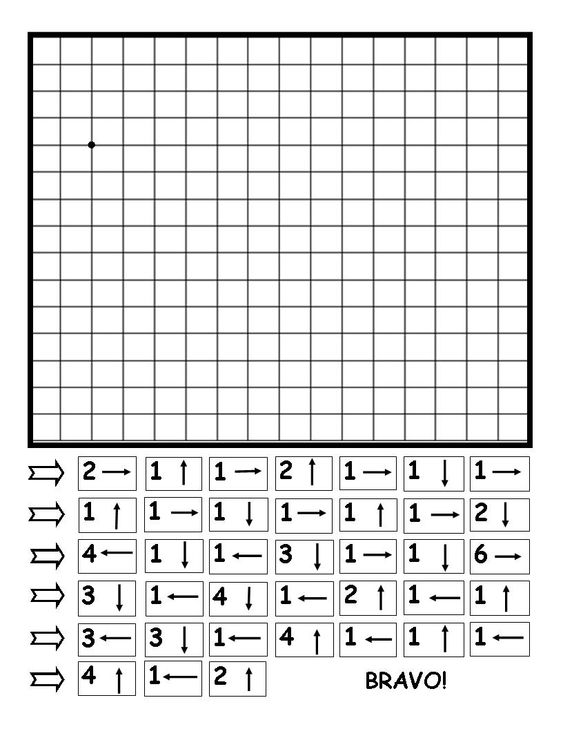 2 → 1 ↑ 1 → 2 ↑ 1 → 1 ↓ 1 →
1 ↑ 1 → 1 ↓ 1 → 1 ↑ 1 → 2 ↓
4 ← 1 ↓ 1 ← 3 ↓ 1 → 1 ↓ 6 →
3 ↓ 1 ← 4 ↓ 1 ← 2 ↑ 1 ← 1 ↑
3 ← 3 ↓ 1 ← 4 ↑ 1 ← 1 ↑ 1 ←
4 ↑ 1 ← 2 ↑ BRAVO!